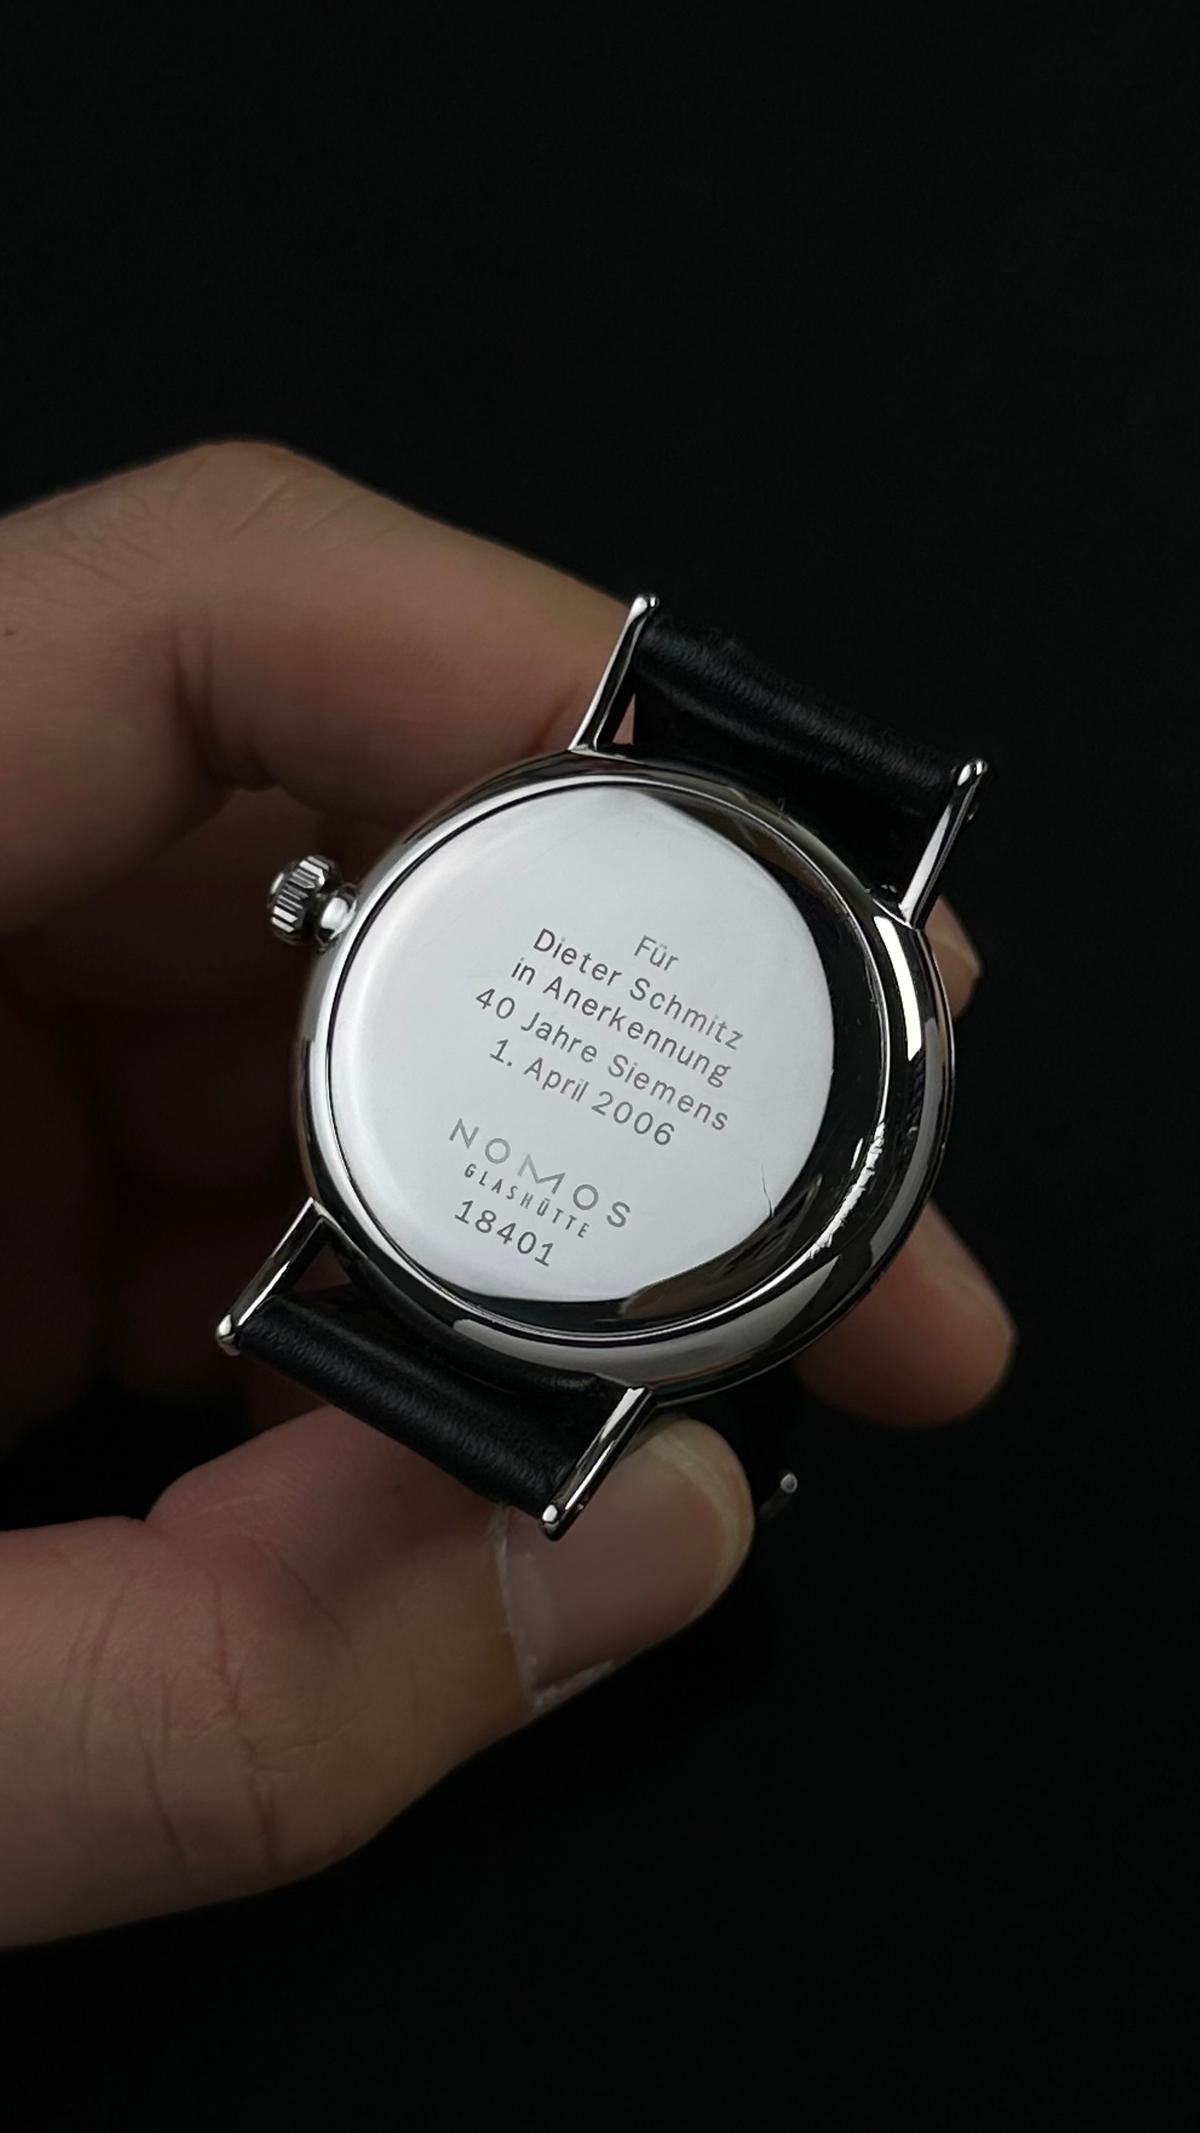 Für
Dieter Schmitz
in Anerkennung
40 Jahre Siemens
1. April 2006
NOMOS
GLASHÜTTE
18401